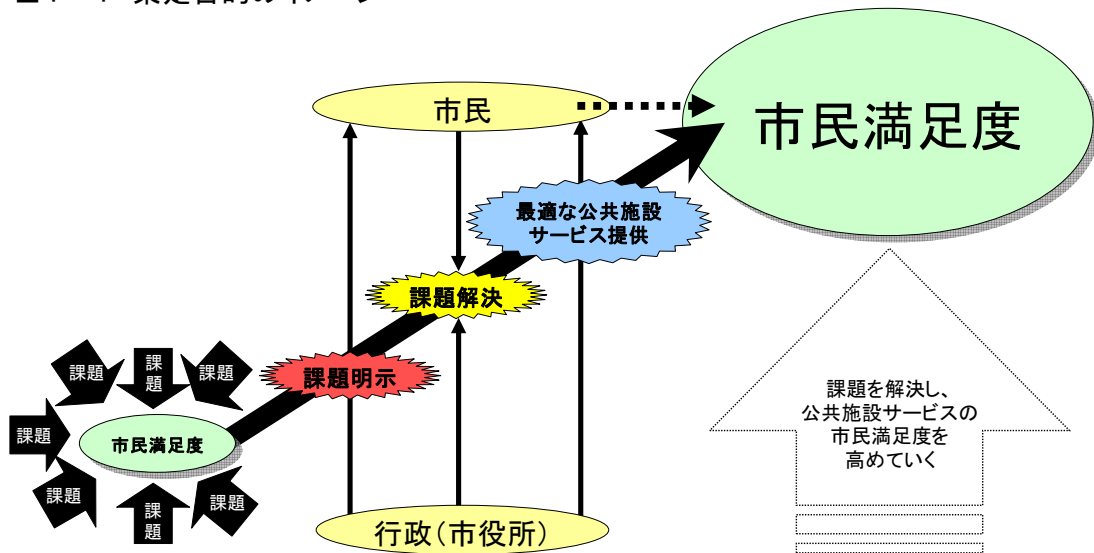 市民
市民満足度
最適な公共施設
サービス提供
課題解決
課題明示
課題
課題
課題
課題
市民満足度
課題
課題
課題
課題を解決し、
公共施設サービスの
市民満足度を
高めていく
行政(市役所)